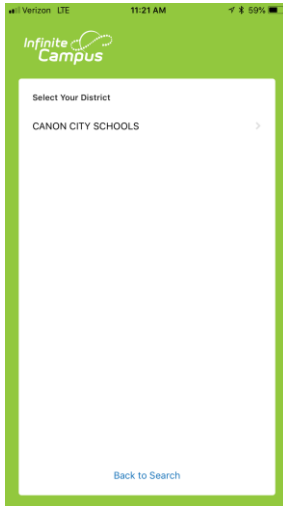 Verizon LTE 11:21 AM 59%
Infinite
Campus
Select Your District
CANON CITY SCHOOLS
Back to Search